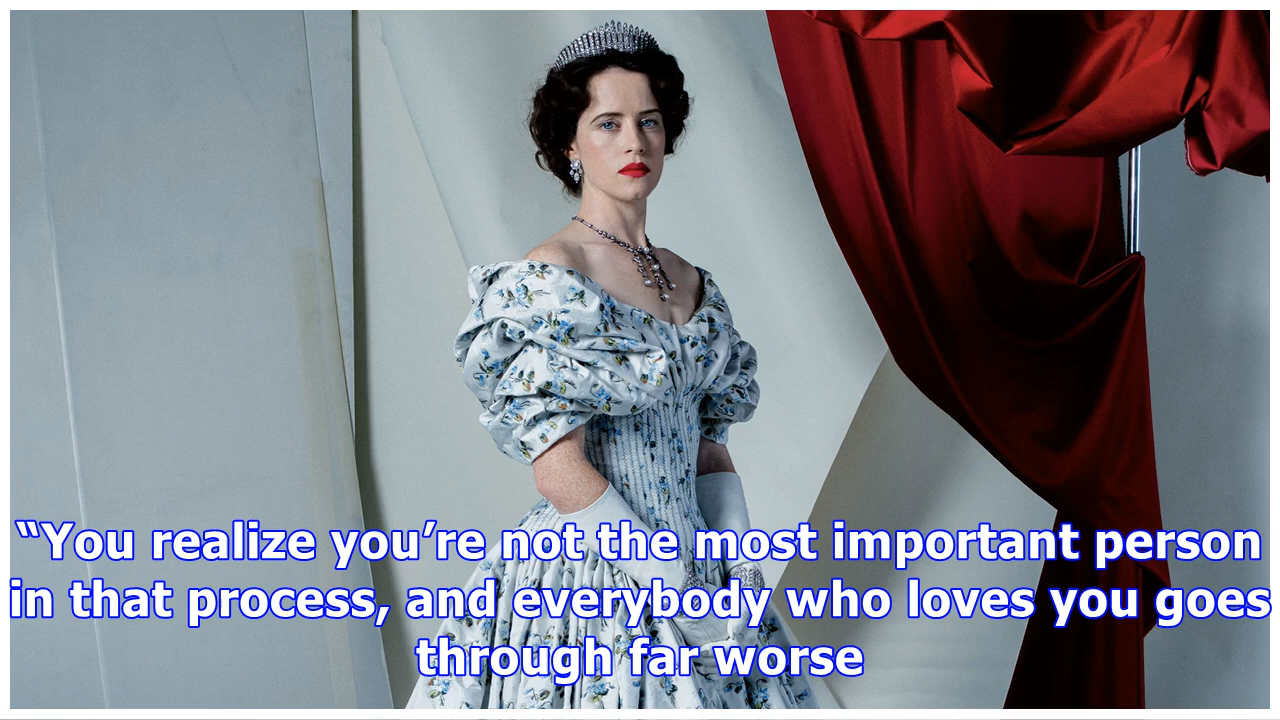 “You realize you’re not the most important person
in that process, and everybody who loves you goes
through far worse